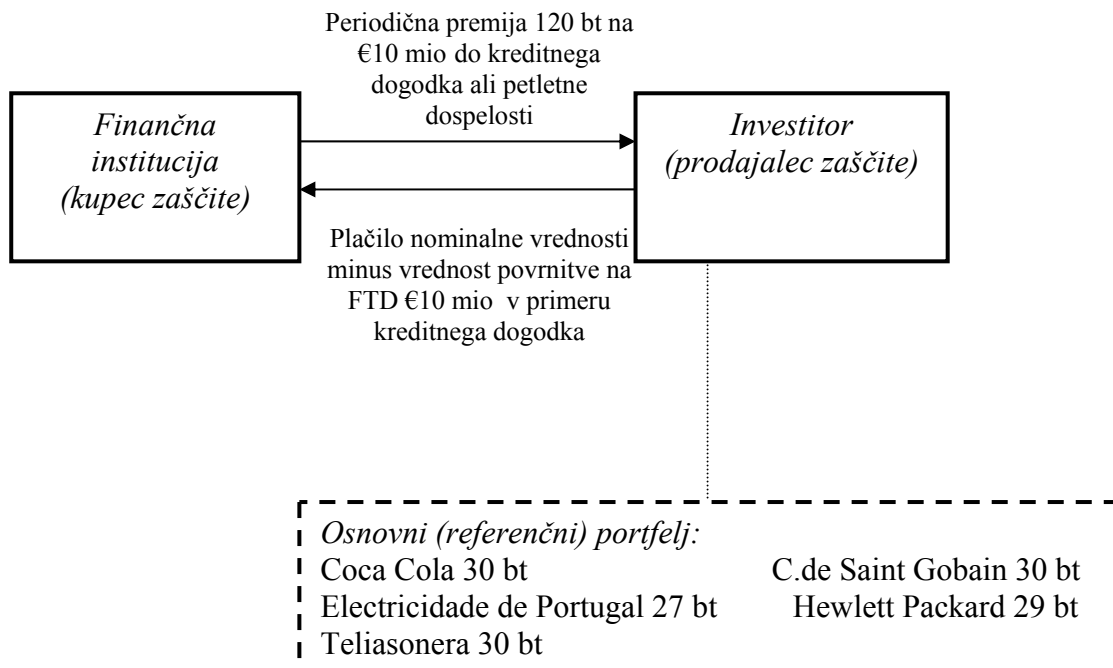 Periodična premija 120 bt na
€10 mio do kreditnega
dogodka ali petletne
dospelosti
Finančna
institucija
(kupec zaščite)
Investitor
(prodajalec zaščite)
Plačilo nominalne vrednosti
minus vrednost povrnitve na
FTD €10 mio v primeru
kreditnega dogodka
Osnovni (referenčni) portfelj:
Coca Cola 30 bt C.de Saint Gobain 30 bt
Electricidade de Portugal 27 bt Hewlett Packard 29 bt
Teliasonera 30 bt